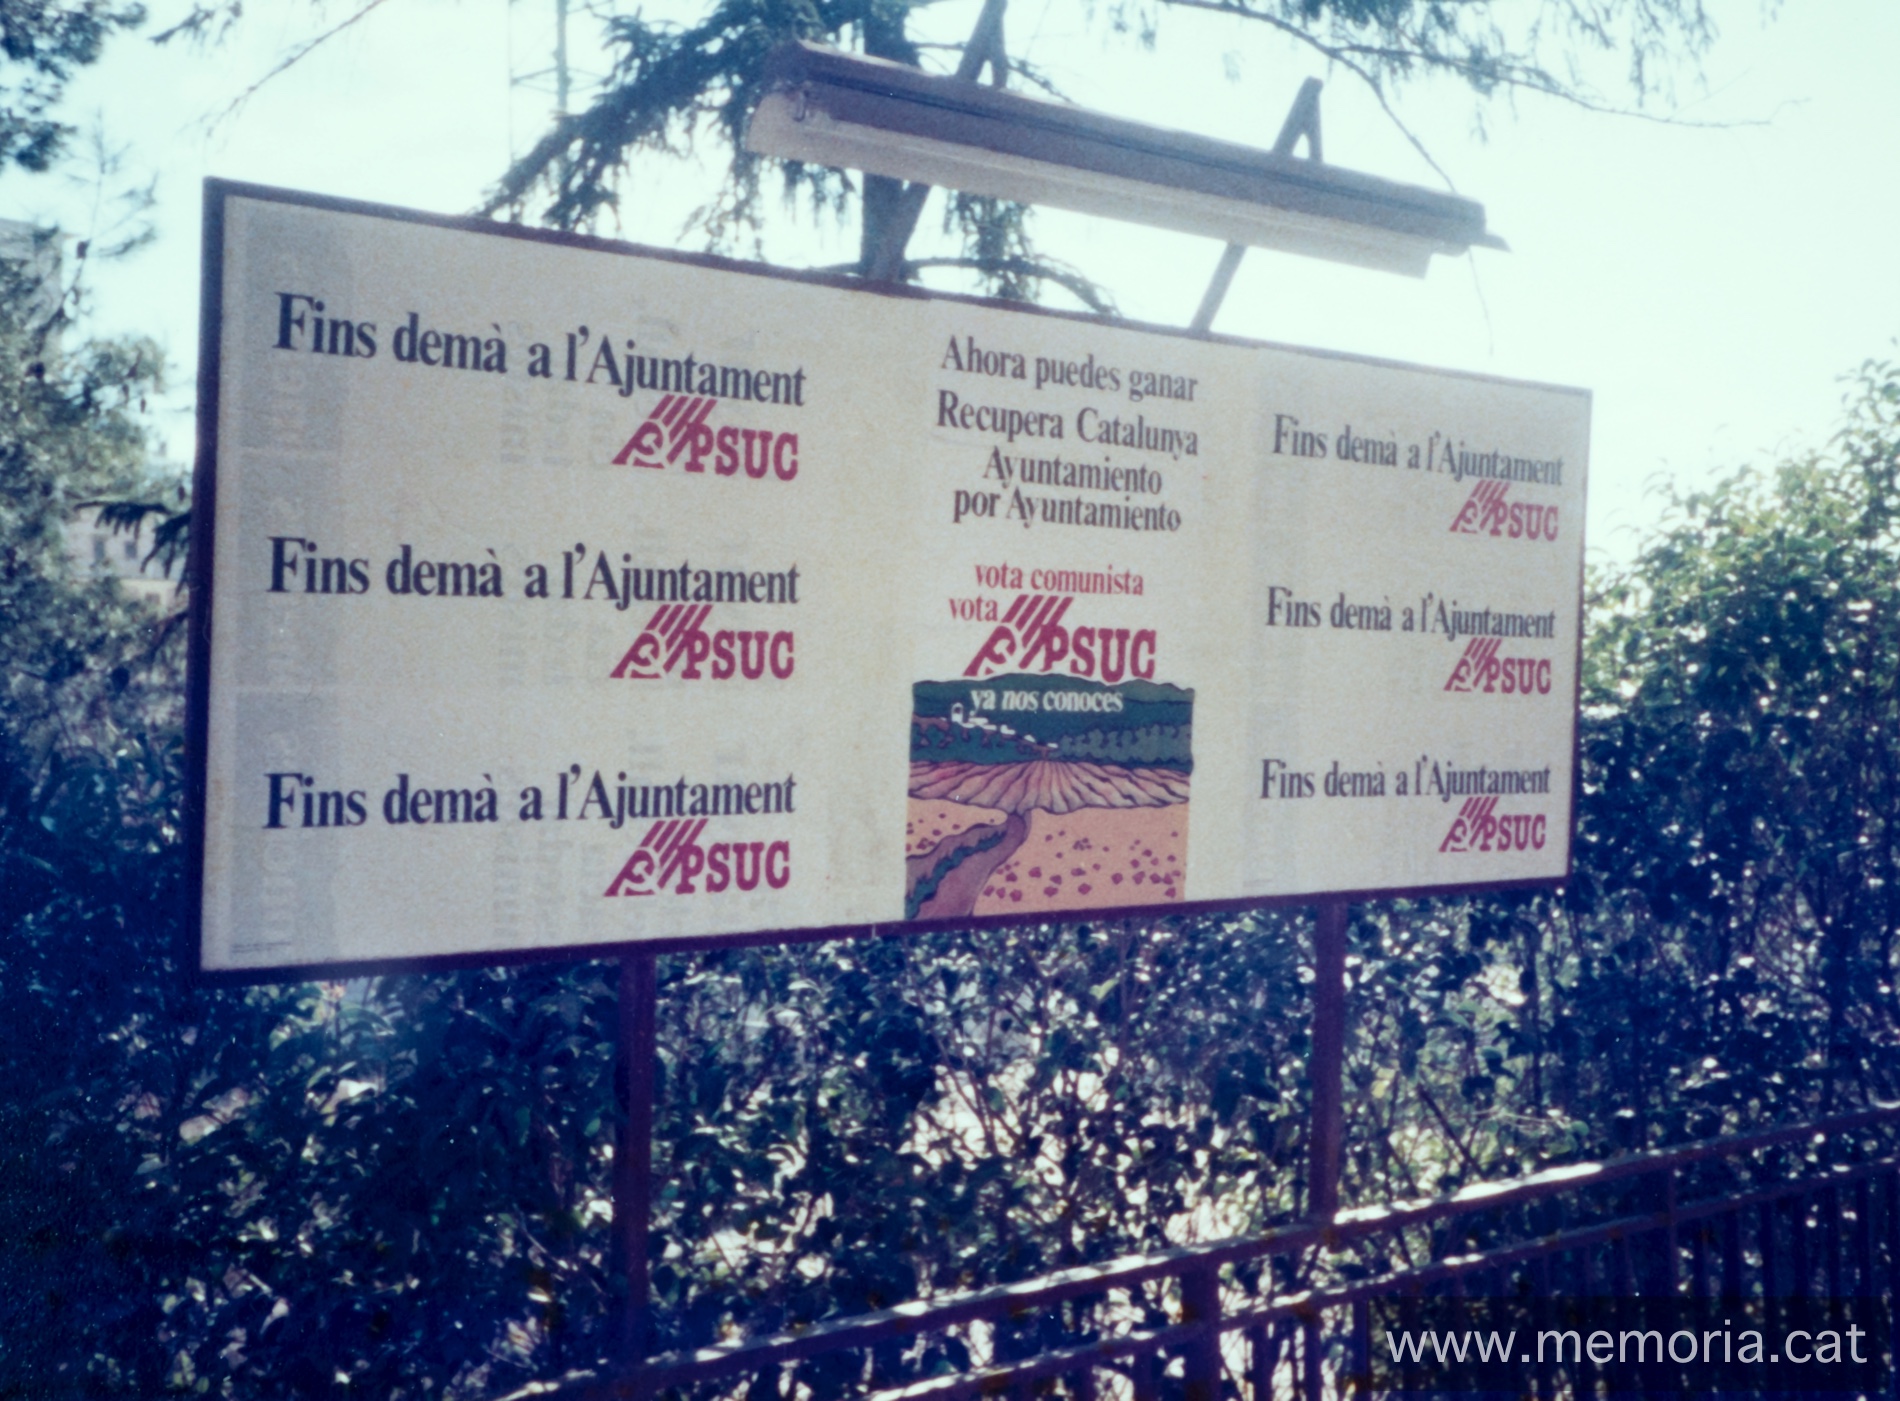 Fins demà a l'Ajuntament
PSUC
Fins demà a l'Ajuntament
PSUC
Fins demà a l'Ajuntament
PSUC
Ahora puedes ganar
Recupera Catalunya
Ayuntamiento
por Ayuntamiento
vota comunista
vota PSUC
ya nos conoces
Fins demà a l'Ajuntament
PSUC
Fins demà a l'Ajuntament
PSUC
Fins demà a l'Ajuntament
PSUC
www.memoria.cat